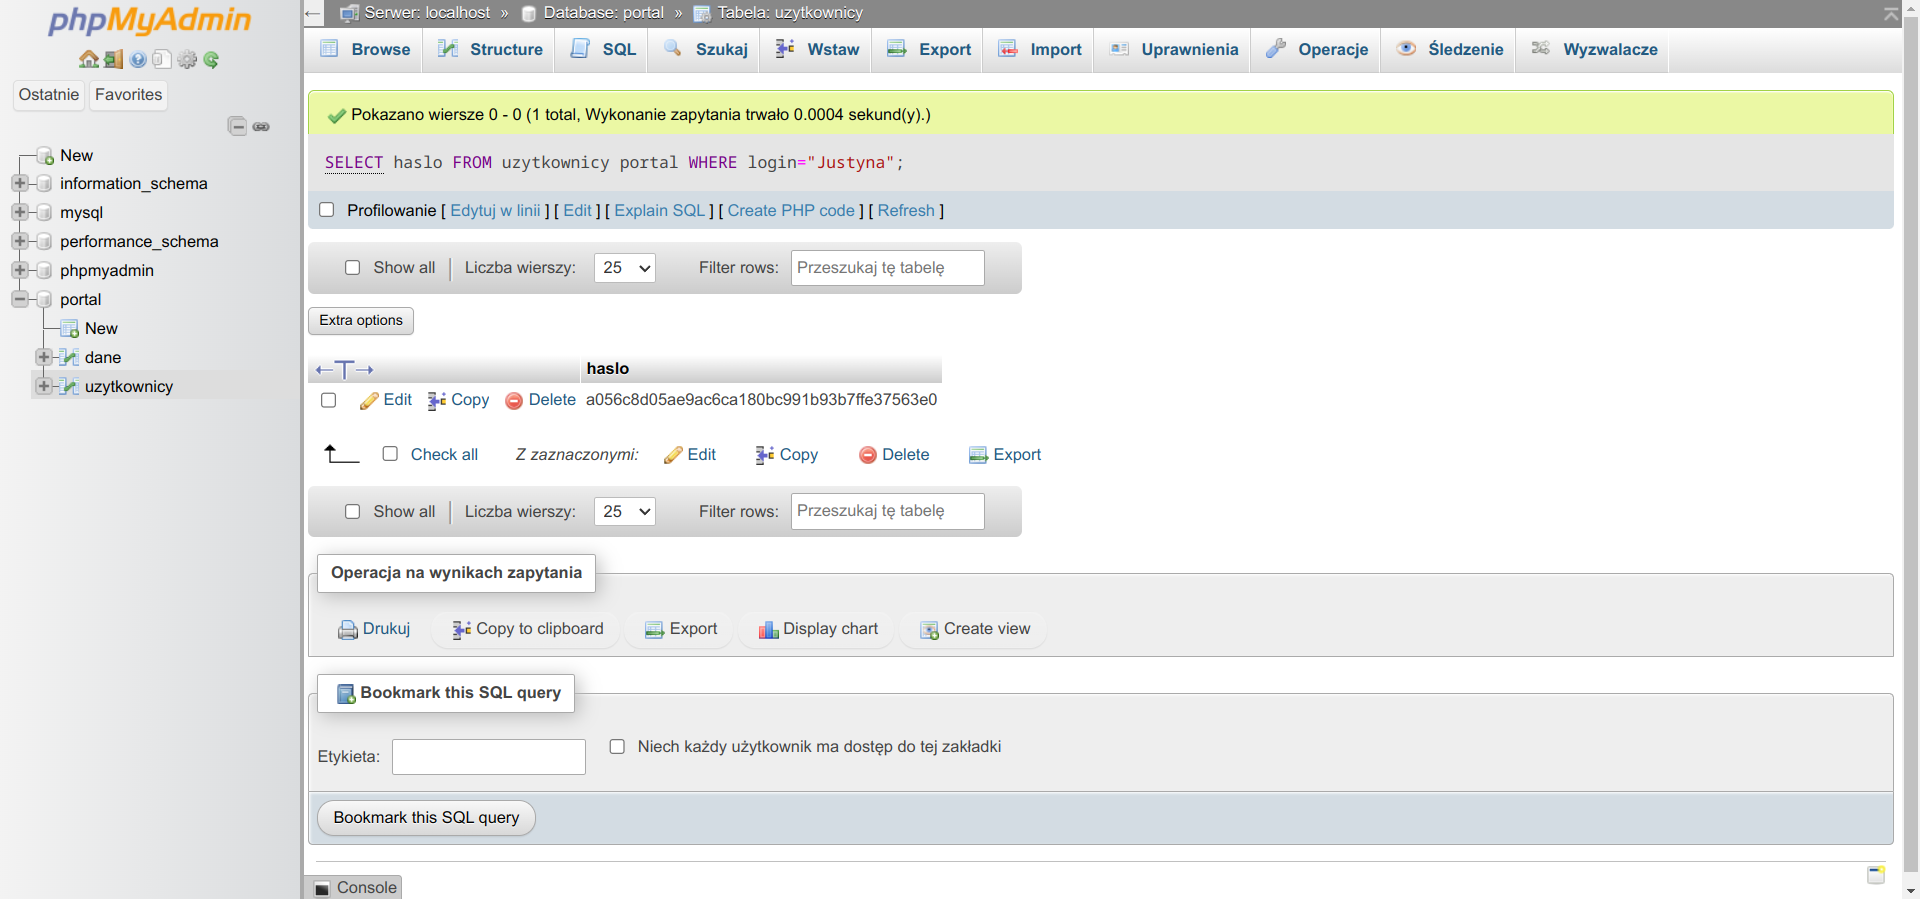 phpMyAdmin
Ostatnie Favorites
New
information_schema
mysql
performance_schema
phpmyadmin
portal
New
dane
uzytkownicy
Serwer: localhost » Database: portal » Tabela: uzytkownicy
Browse Structure SQL Szukaj Wstaw Export Import Uprawnienia Operacje Śledzenie Wyzwalacze
Pokazano wiersze 0 - 0 (1 total, Wykonanie zapytania trwało 0.0004 sekund(y).)
SELECT haslo FROM uzytkownicy portal WHERE login="Justyna";
Profilowanie [ Edytuj w linii ] [ Edit ] [ Explain SQL ] [ Create PHP code ] [ Refresh ]
Show all Liczba wierszy: 25 Filter rows: Przeszukaj tę tabelę
Extra options
←T→ haslo
Edit Copy Delete a056c8d05ae9ac6ca180bc991b93b7ffe37563e0
Check all Z zaznaczonymi: Edit Copy Delete Export
Show all Liczba wierszy: 25 Filter rows: Przeszukaj tę tabelę
Operacja na wynikach zapytania
Drukuj Copy to clipboard Export Display chart Create view
Bookmark this SQL query
Etykieta: Niech każdy użytkownik ma dostęp do tej zakładki
Bookmark this SQL query
Console